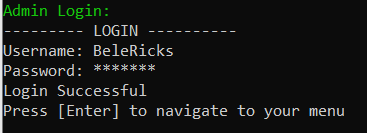 Admin Login:
--------- LOGIN ----------
Username: BeleRicks
Password: *******
Login Successful
Press [Enter] to navigate to your menu